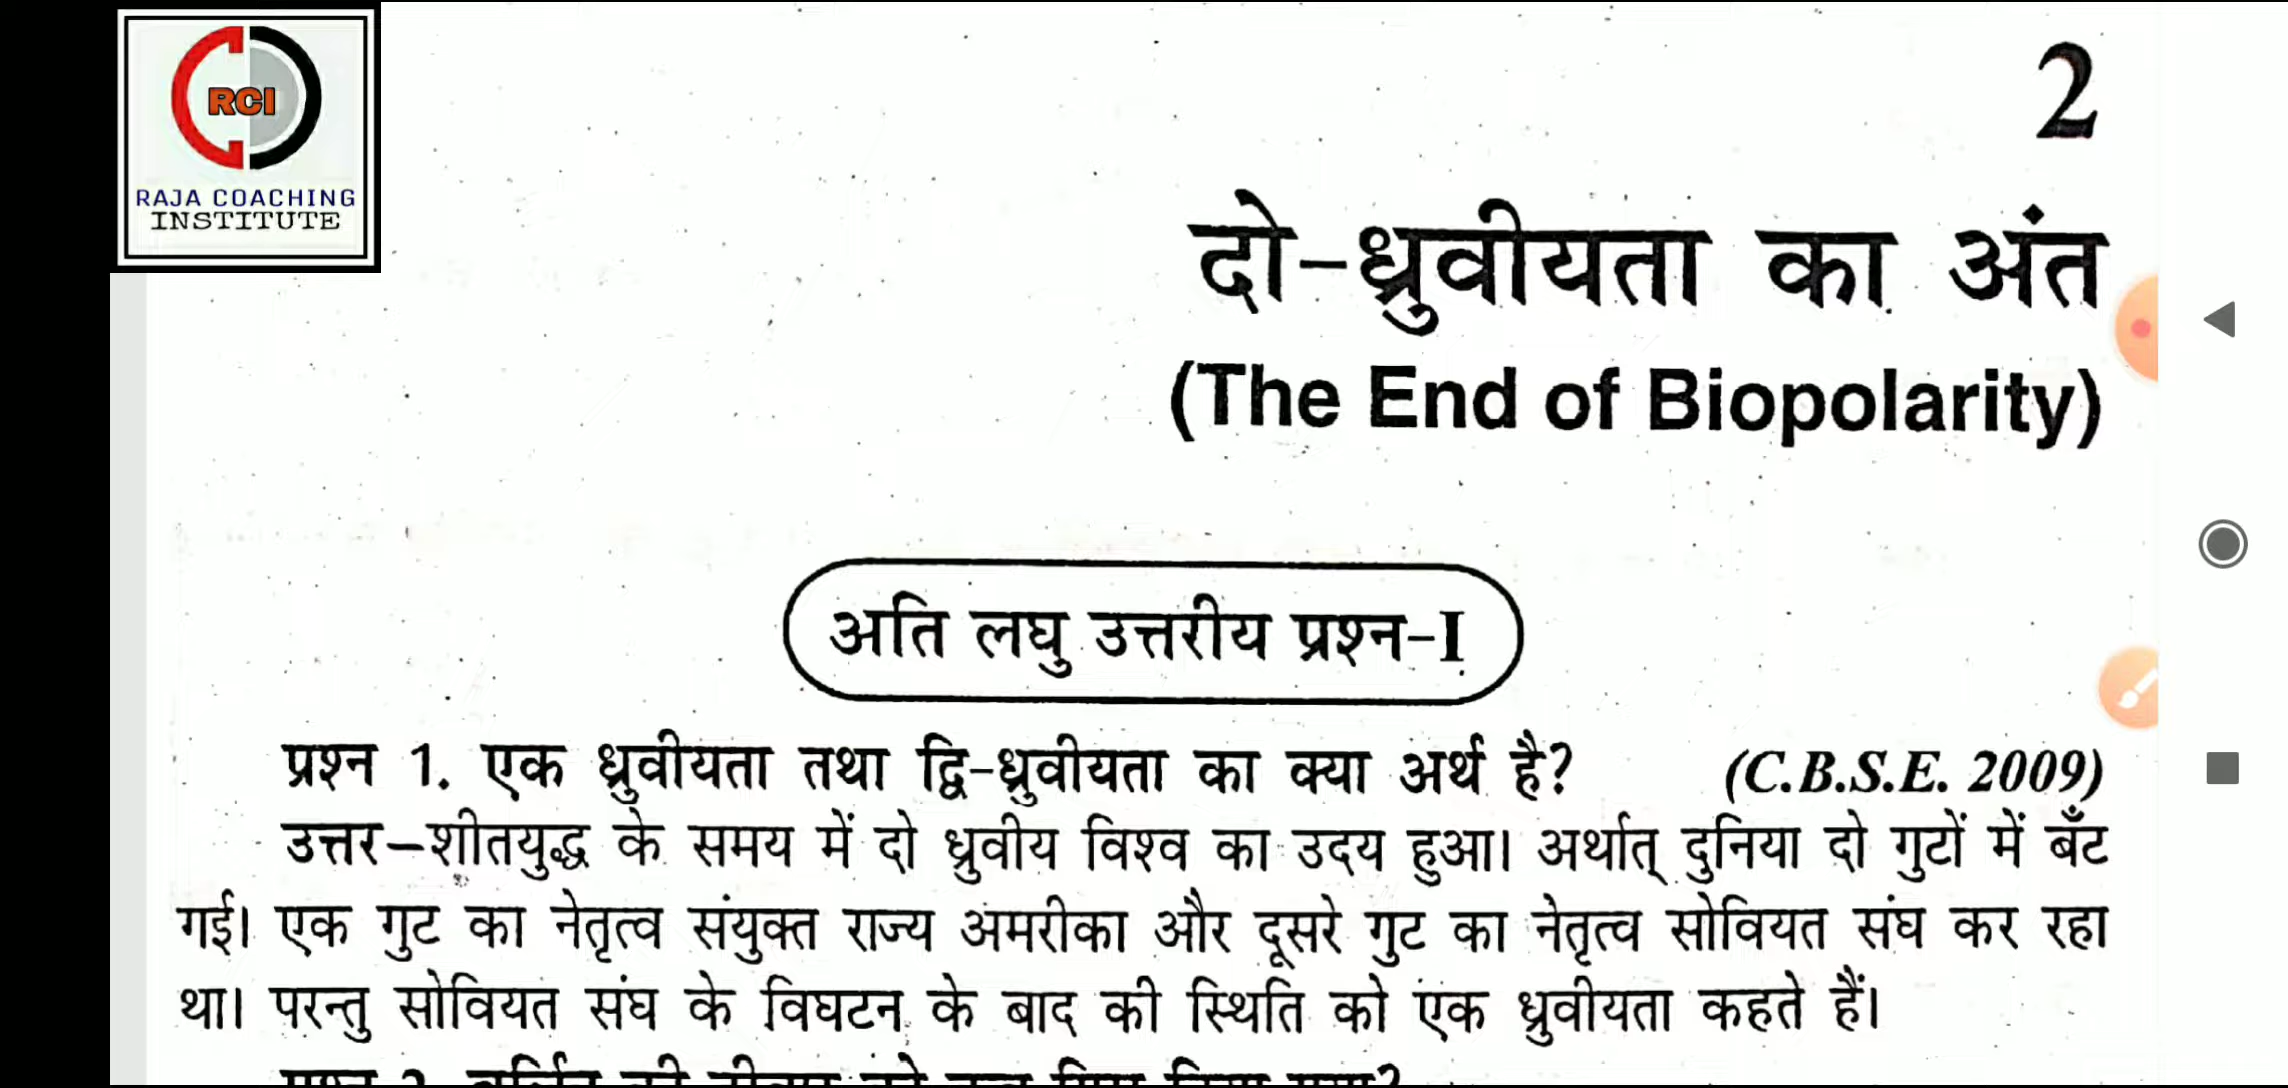 RCI
RAJA COACHING
INSTITUTE
2
दो-ध्रुवीयता का अंत
(The End of Biopolarity)
अति लघु उत्तरीय प्रश्न-I
प्रश्न 1. एक ध्रुवीयता तथा द्वि-ध्रुवीयता का क्या अर्थ है? (C.B.S.E. 2009)
उत्तर–शीतयुद्ध के समय में दो ध्रुवीय विश्व का उदय हुआ। अर्थात् दुनिया दो गुटों में बँट
गई। एक गुट का नेतृत्व संयुक्त राज्य अमरीका और दूसरे गुट का नेतृत्व सोवियत संघ कर रहा
था। परन्तु सोवियत संघ के विघटन के बाद की स्थिति को एक ध्रुवीयता कहते हैं।